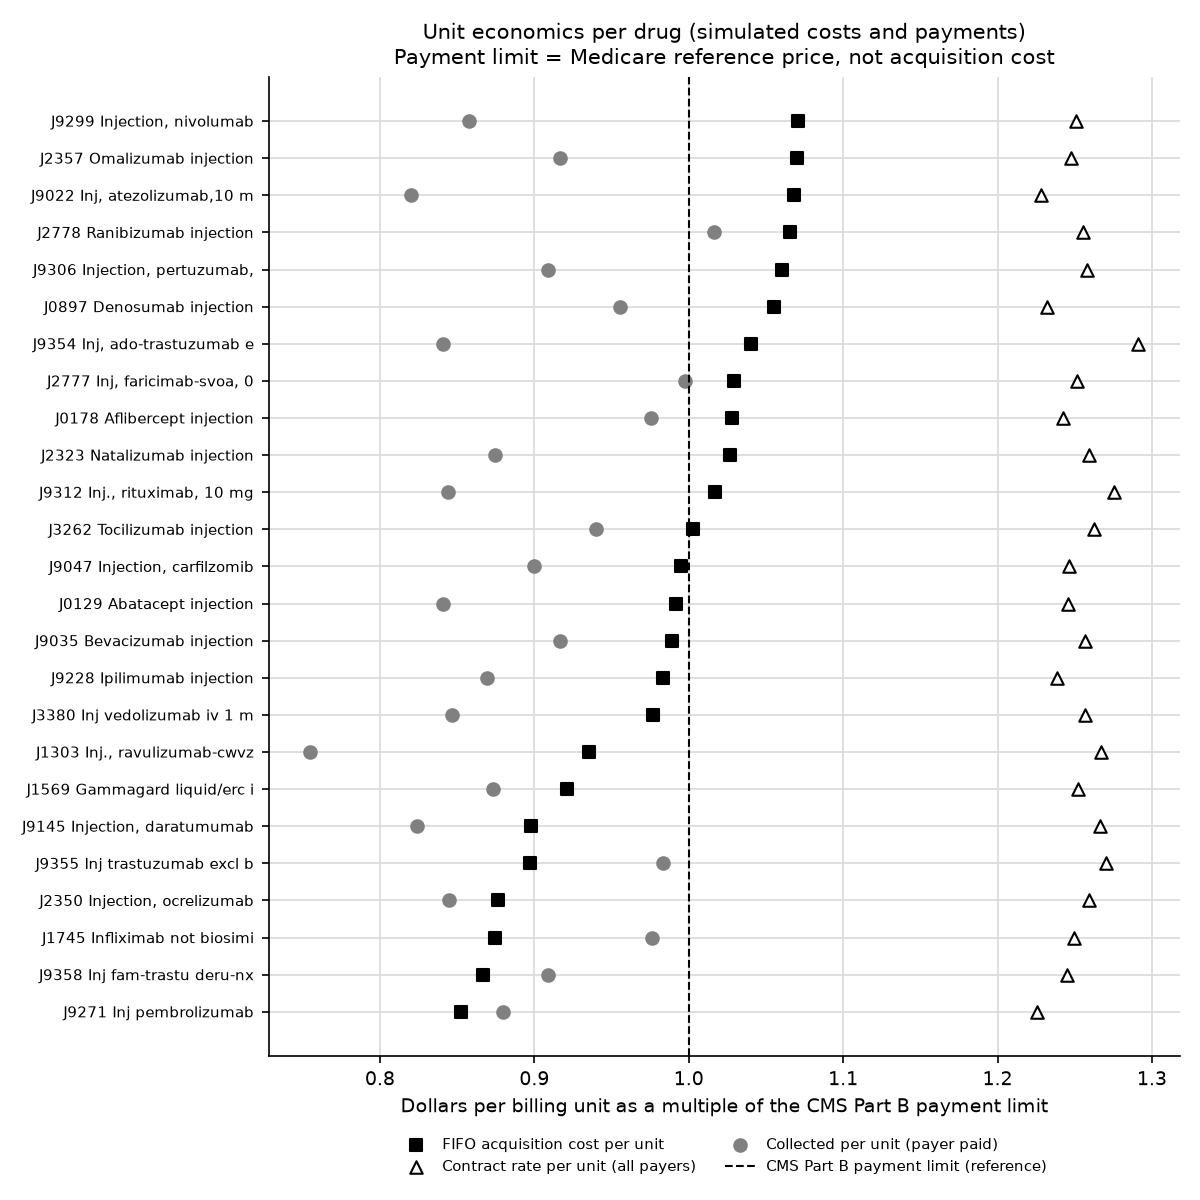 Unit economics per drug (simulated costs and payments)
Payment limit = Medicare reference price, not acquisition cost
J9299 Injection, nivolumab
J2357 Omalizumab injection
J9022 Inj, atezolizumab,10 m
J2778 Ranibizumab injection
J9306 Injection, pertuzumab,
J0897 Denosumab injection
J9354 Inj, ado-trastuzumab e
J2777 Inj, faricimab-svoa, 0
J0178 Aflibercept injection
J2323 Natalizumab injection
J9312 Inj., rituximab, 10 mg
J3262 Tocilizumab injection
J9047 Injection, carfilzomib
J0129 Abatacept injection
J9035 Bevacizumab injection
J9228 Ipilimumab injection
J3380 Inj vedolizumab iv 1 m
J1303 Inj., ravulizumab-cwvz
J1569 Gammagard liquid/erc i
J9145 Injection, daratumumab
J9355 Inj trastuzumab excl b
J2350 Injection, ocrelizumab
J1745 Infliximab not biosimi
J9358 Inj fam-trastu deru-nx
J9271 Inj pembrolizumab
0.8 0.9 1.0 1.1 1.2 1.3
Dollars per billing unit as a multiple of the CMS Part B payment limit
FIFO acquisition cost per unit
Contract rate per unit (all payers)
Collected per unit (payer paid)
CMS Part B payment limit (reference)